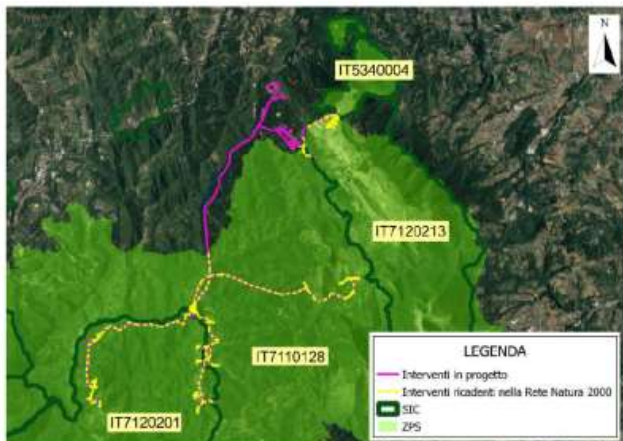 N
IT5340004
IT7120213
IT7110128
IT7120201
LEGENDA
Interventi in progetto
Interventi ricadenti nella Rete Natura 2000
SIC
ZPS